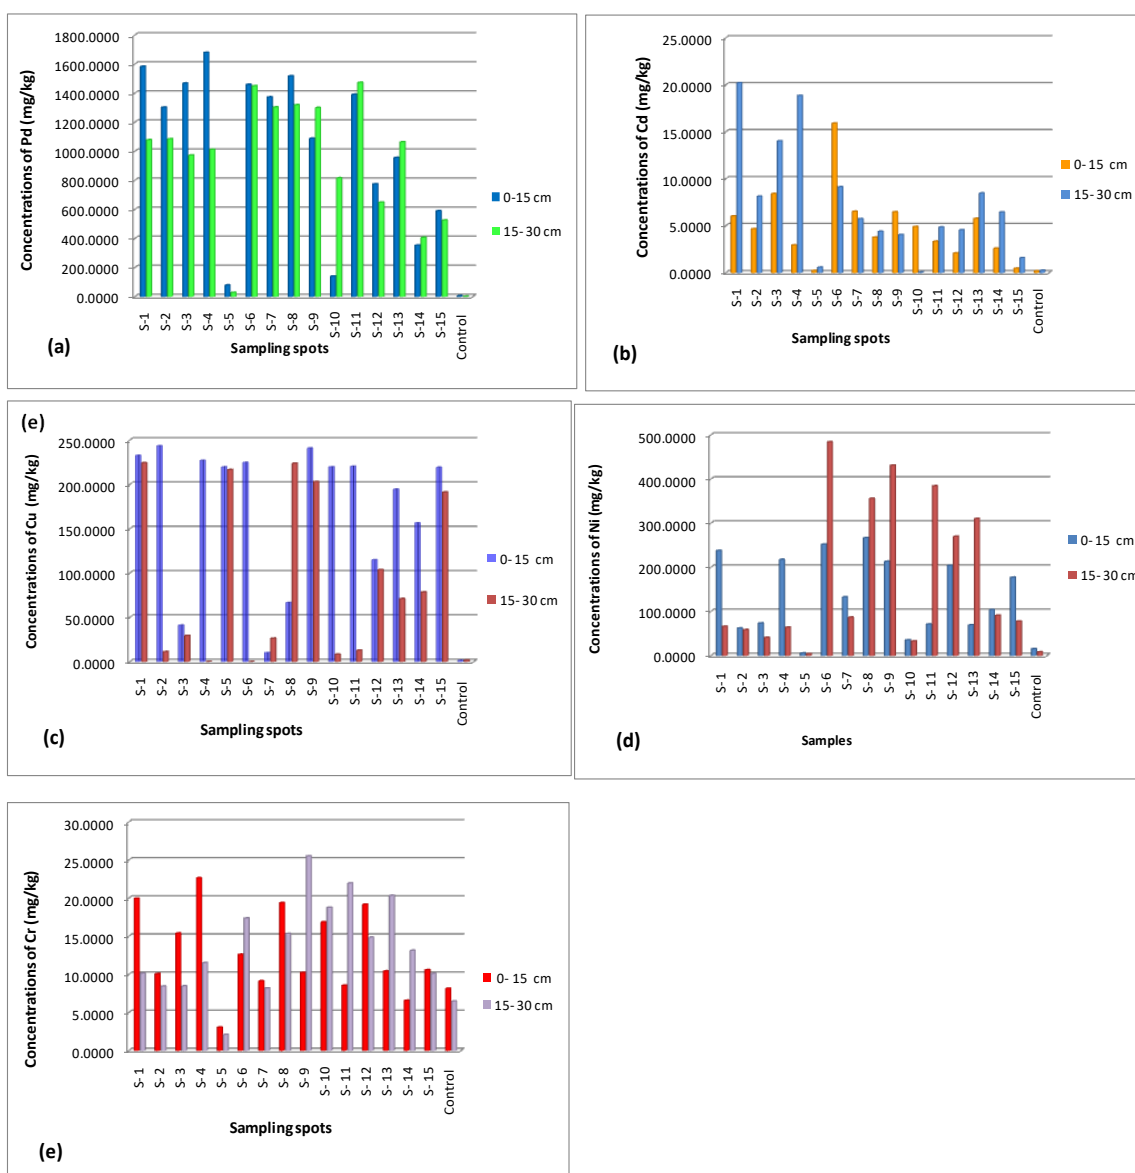 1800.0000
1600.0000
1400.0000
1200.0000
1000.0000
800.0000
600.0000
400.0000
200.0000
0.0000
Concentrations of Pd (mg/kg)
S-1 S-2 S-3 S-4 S-5 S-6 S-7 S-8 S-9 S-10 S-11 S-12 S-13 S-14 S-15 Control
Sampling spots
0-15 cm
15-30 cm
(a)
25.0000
20.0000
15.0000
10.0000
5.0000
0.0000
Concentrations of Cd (mg/kg)
S-1 S-2 S-3 S-4 S-5 S-6 S-7 S-8 S-9 S-10 S-11 S-12 S-13 S-14 S-15 Control
Sampling spots
0-15 cm
15-30 cm
(b)
(e)
250.0000
200.0000
150.0000
100.0000
50.0000
0.0000
Concentrations of Cu (mg/kg)
S-1 S-2 S-3 S-4 S-5 S-6 S-7 S-8 S-9 S-10 S-11 S-12 S-13 S-14 S-15 Control
Sampling spots
0-15 cm
15-30 cm
(c)
500.0000
400.0000
300.0000
200.0000
100.0000
0.0000
Concentrations of Ni (mg/kg)
S-1 S-2 S-3 S-4 S-5 S-6 S-7 S-8 S-9 S-10 S-11 S-12 S-13 S-14 S-15 Control
Samples
0-15 cm
15-30 cm
(d)
30.0000
25.0000
20.0000
15.0000
10.0000
5.0000
0.0000
Concentrations of Cr (mg/kg)
S-1 S-2 S-3 S-4 S-5 S-6 S-7 S-8 S-9 S-10 S-11 S-12 S-13 S-14 S-15 Control
Sampling spots
0-15 cm
15-30 cm
(e)